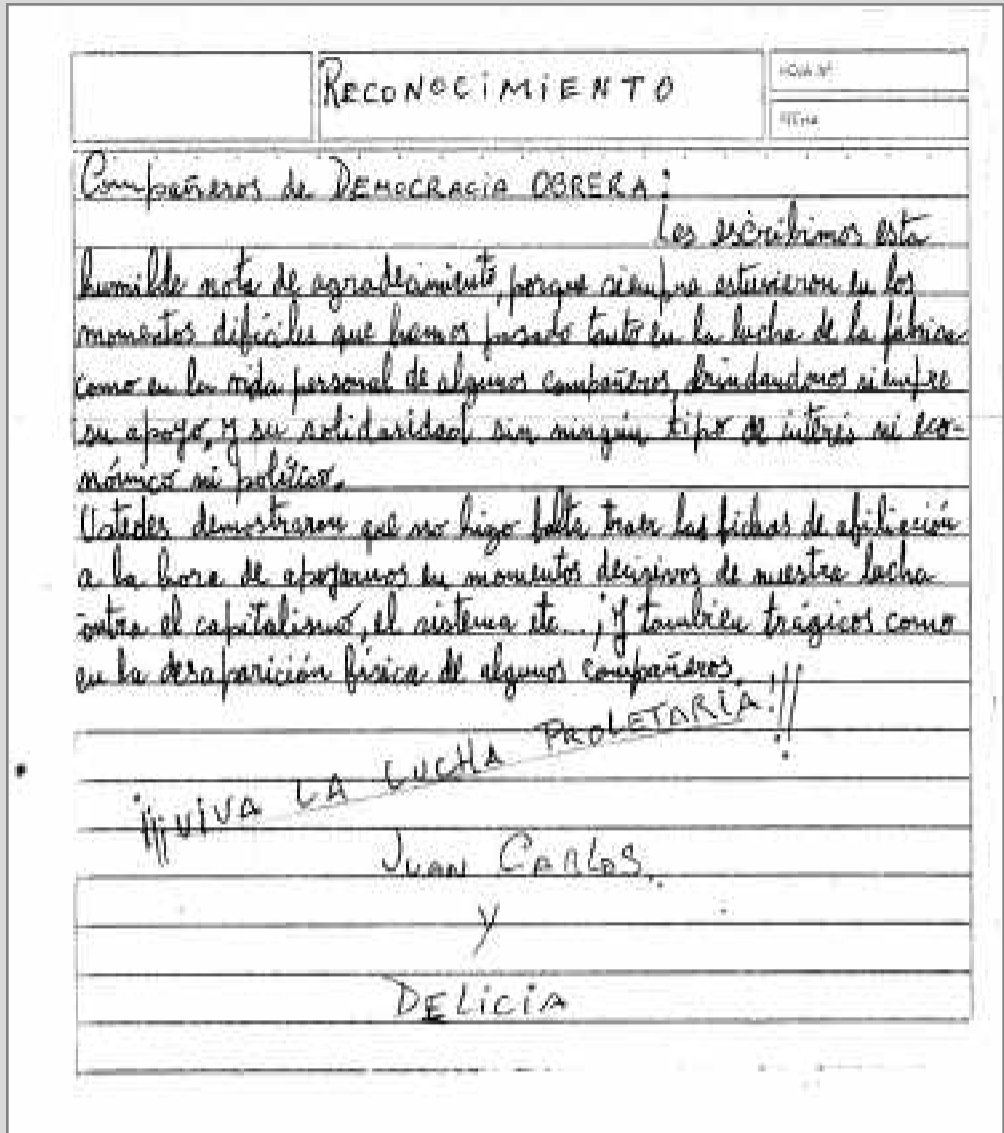 RECONOCIMIENTO
HOJA Nº
FECHA
Compañeros de DEMOCRACIA OBRERA:
Les escribimos esta
humilde nota de agradecimiento, porque siempre estuvieron en los
momentos difíciles que hemos pasado tanto en la lucha de la fábrica
como en la vida personal de algunos compañeros, brindandonos siempre
su apoyo, y su solidaridad sin ningún tipo de interés ni eco-
nómico ni político.
Ustedes demostraron que no hizo falta traer las fichas de afiliación
a la hora de apoyarnos en momentos decisivos de nuestra lucha
contra el capitalismo, el sistema etc..., y tambien trágicos como
en la desaparición física de algunos compañeros.
¡¡¡VIVA LA LUCHA PROLETARIA!!!
JUAN CARLOS.
Y
DELICIA